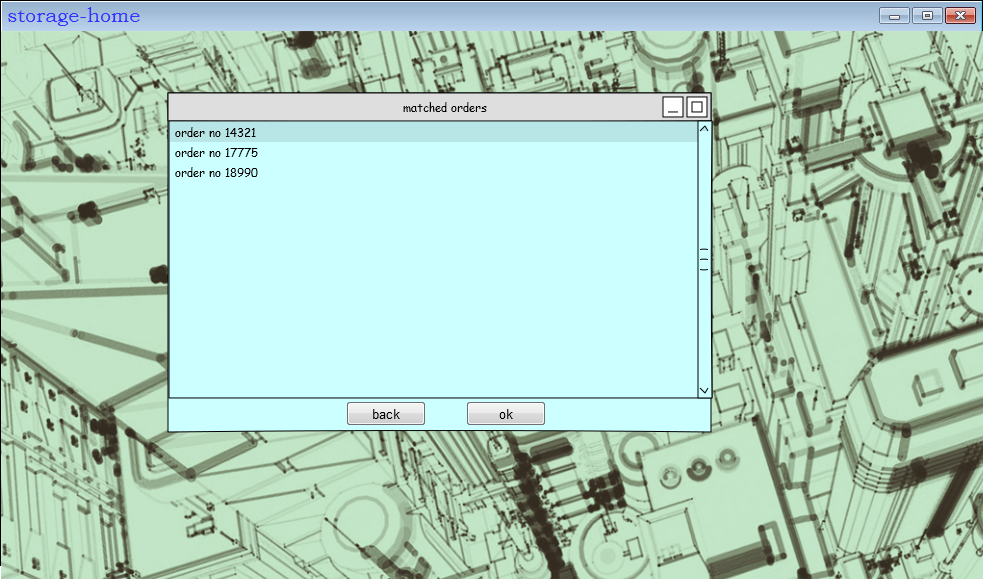 storage-home
matched orders
order no 14321
order no 17775
order no 18990
back
ok